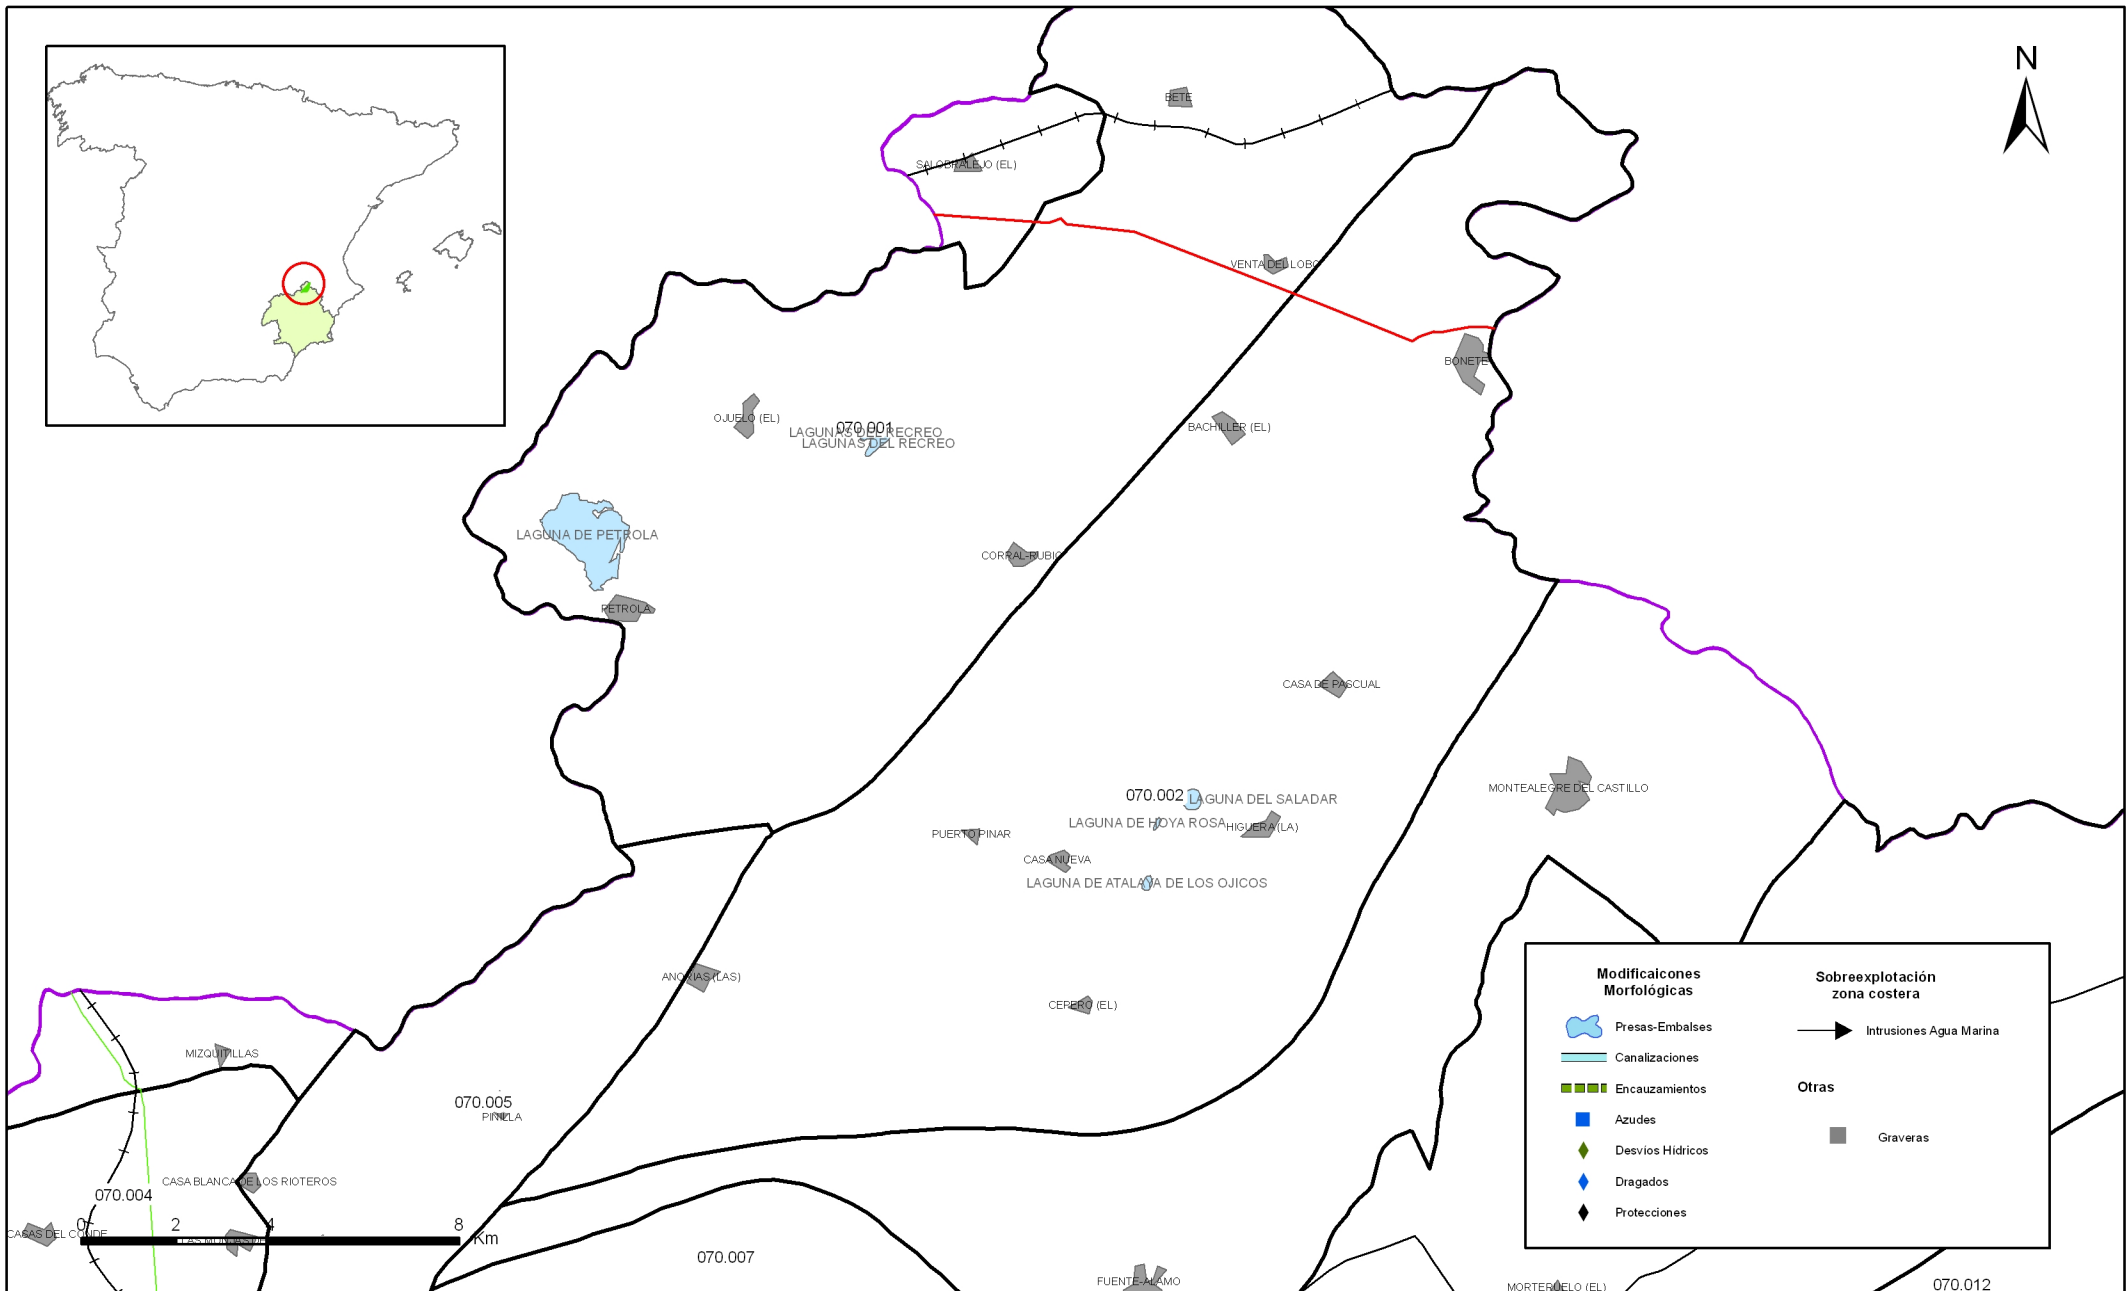 N
BETE
SALOBRALEJO (EL)
VENTA DEL LOBO
BONETE
OJUELO (EL)
070.001
LAGUNAS DEL RECREO
LAGUNAS DEL RECREO
BACHILLER (EL)
LAGUNA DE PETROLA
CORRAL-RUBIO
PETROLA
CASA DE PASCUAL
MONTEALEGRE DEL CASTILLO
070.002
LAGUNA DEL SALADAR
LAGUNA DE HOYA ROSA
HIGUERA (LA)
PUERTO PINAR
CASA NUEVA
LAGUNA DE ATALAYA DE LOS OJICOS
ANORIAS (LAS)
CEPERO (EL)
MIZQUITILLAS
070.005
PINILLA
CASA BLANCA DE LOS RIOTEROS
070.004
CASAS DEL CONDE
0 2 4 8
Km
070.007
FUENTE-ALAMO
MORTERUELO (EL)
070.012
Modificaicones
Morfológicas
Presas-Embalses
Canalizaciones
Encauzamientos
Azudes
Desvíos Hídricos
Dragados
Protecciones
Sobreexplotación
zona costera
Intrusiones Agua Marina
Otras
Graveras